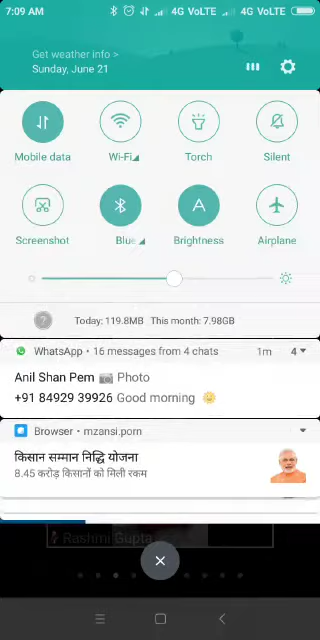 7:09 AM 4G VoLTE 4G VoLTE
Get weather info >
Sunday, June 21
Mobile data Wi-Fi Torch Silent
A
Screenshot Blue Brightness Airplane
? Today: 119.8MB This month: 7.98GB
WhatsApp • 16 messages from 4 chats 1m 4
Anil Shan Pem 📷 Photo
+91 84929 39926 Good morning 🌞
Browser • mzansi.porn
किसान सम्मान निद्धि योजना
8.45 करोड़ किसानों को मिली रकम
Rashmi Gupta